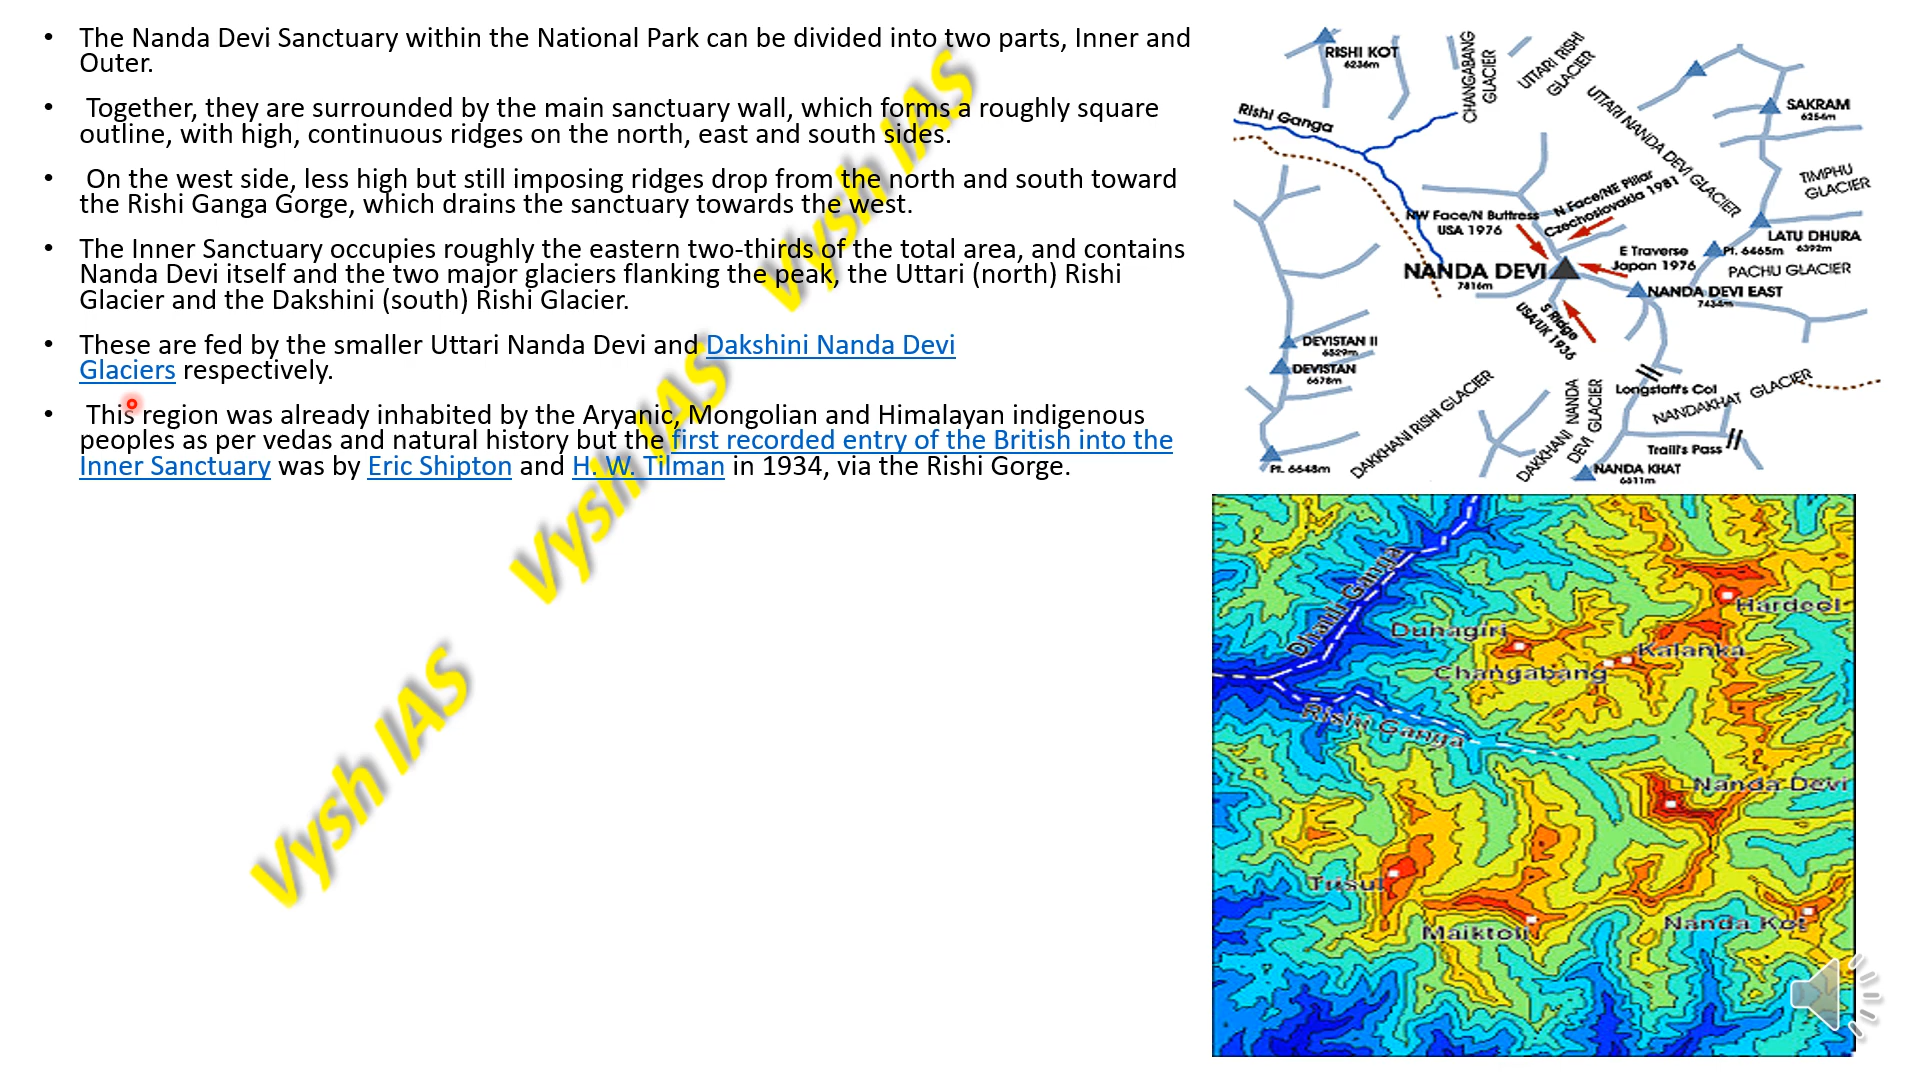 • The Nanda Devi Sanctuary within the National Park can be divided into two parts, Inner and
Outer.
• Together, they are surrounded by the main sanctuary wall, which forms a roughly square
outline, with high, continuous ridges on the north, east and south sides.
• On the west side, less high but still imposing ridges drop from the north and south toward
the Rishi Ganga Gorge, which drains the sanctuary towards the west.
• The Inner Sanctuary occupies roughly the eastern two-thirds of the total area, and contains
Nanda Devi itself and the two major glaciers flanking the peak, the Uttari (north) Rishi
Glacier and the Dakshini (south) Rishi Glacier.
• These are fed by the smaller Uttari Nanda Devi and Dakshini Nanda Devi
Glaciers respectively.
• This region was already inhabited by the Aryanic, Mongolian and Himalayan indigenous
peoples as per vedas and natural history but the first recorded entry of the British into the
Inner Sanctuary was by Eric Shipton and H. W. Tilman in 1934, via the Rishi Gorge.
Vysh IAS
Vysh IAS
Vysh IAS
RISHI KOT
6236m
CHANGABANG
GLACIER
UTTARI RISHI
GLACIER
UTTARI NANDA DEVI GLACIER
SAKRAM
6254m
Rishi Ganga
TIMPHU
GLACIER
N Face/NE Pillar
Czechoslovakia 1981
NW Face/N Buttress
USA 1976
LATU DHURA
6392m
E Traverse
Japan 1976
Pt. 6465m
PACHU GLACIER
NANDA DEVI
7816m
NANDA DEVI EAST
7434m
S Ridge
USA/UK 1936
DEVISTAN II
6529m
DEVISTAN
6678m
Longstaff's Col
NANDAKHAT GLACIER
DAKKHANI RISHI GLACIER
DAKKHANI NANDA
DEVI GLACIER
Traill's Pass
Pt. 6648m
NANDA KHAT
6611m
Dhauli Ganga
Hardeol
Dunagiri
Kalanka
Changabang
Rishi Ganga
Nanda Devi
Trisul
Nanda Kot
Maiktoli